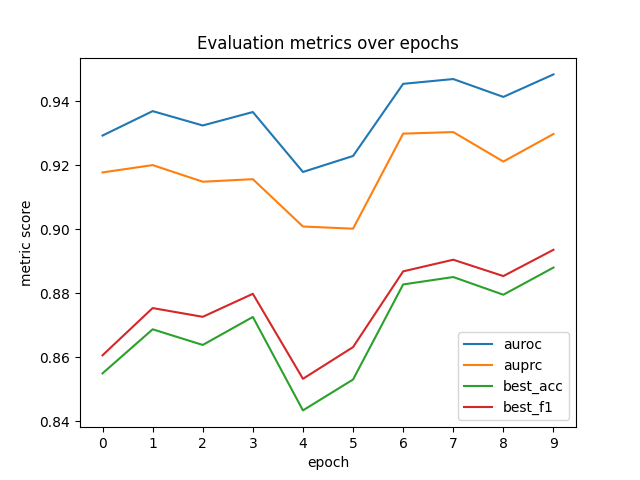 Evaluation metrics over epochs
metric score
0.94
0.92
0.90
0.88
0.86
0.84
0 1 2 3 4 5 6 7 8 9
epoch
auroc
auprc
best_acc
best_f1